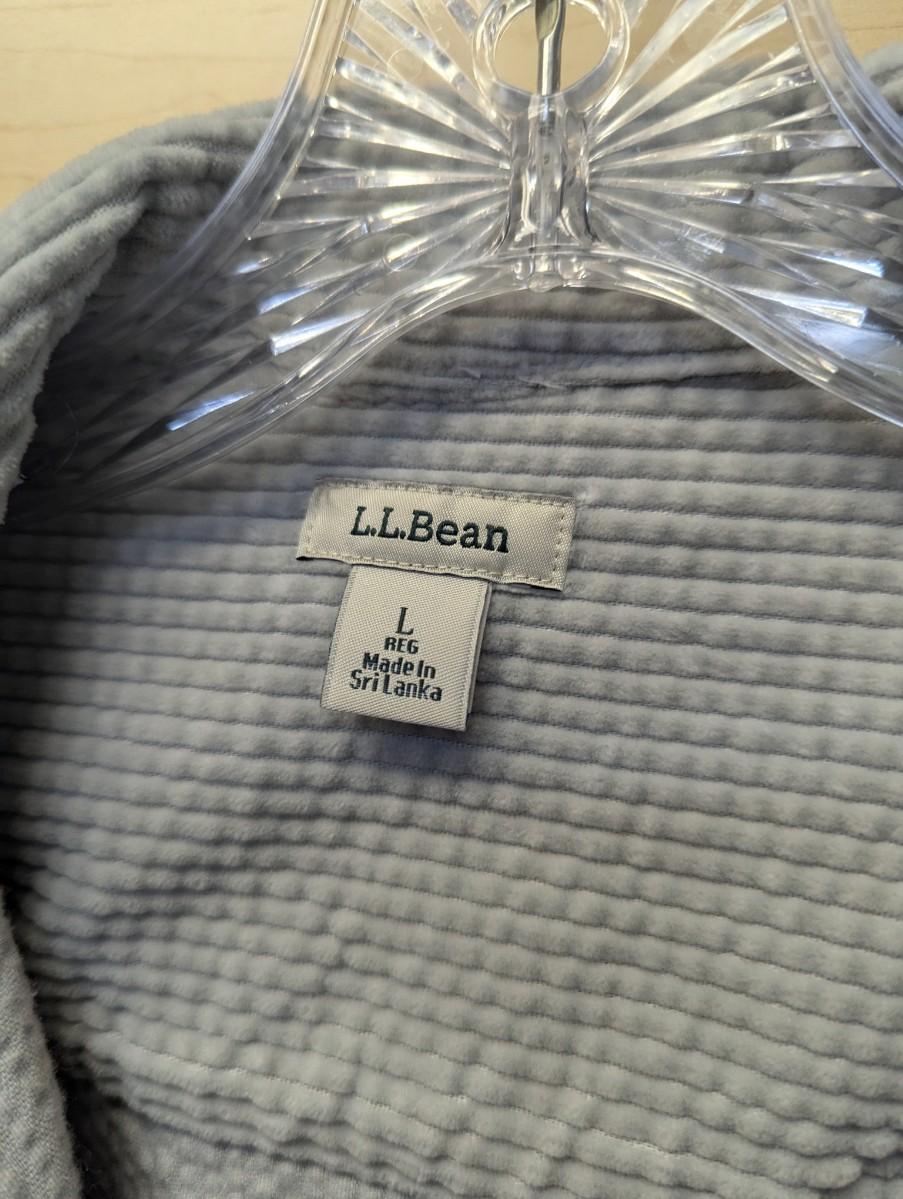 L.L.Bean
L
REG
Made In
Sri Lanka